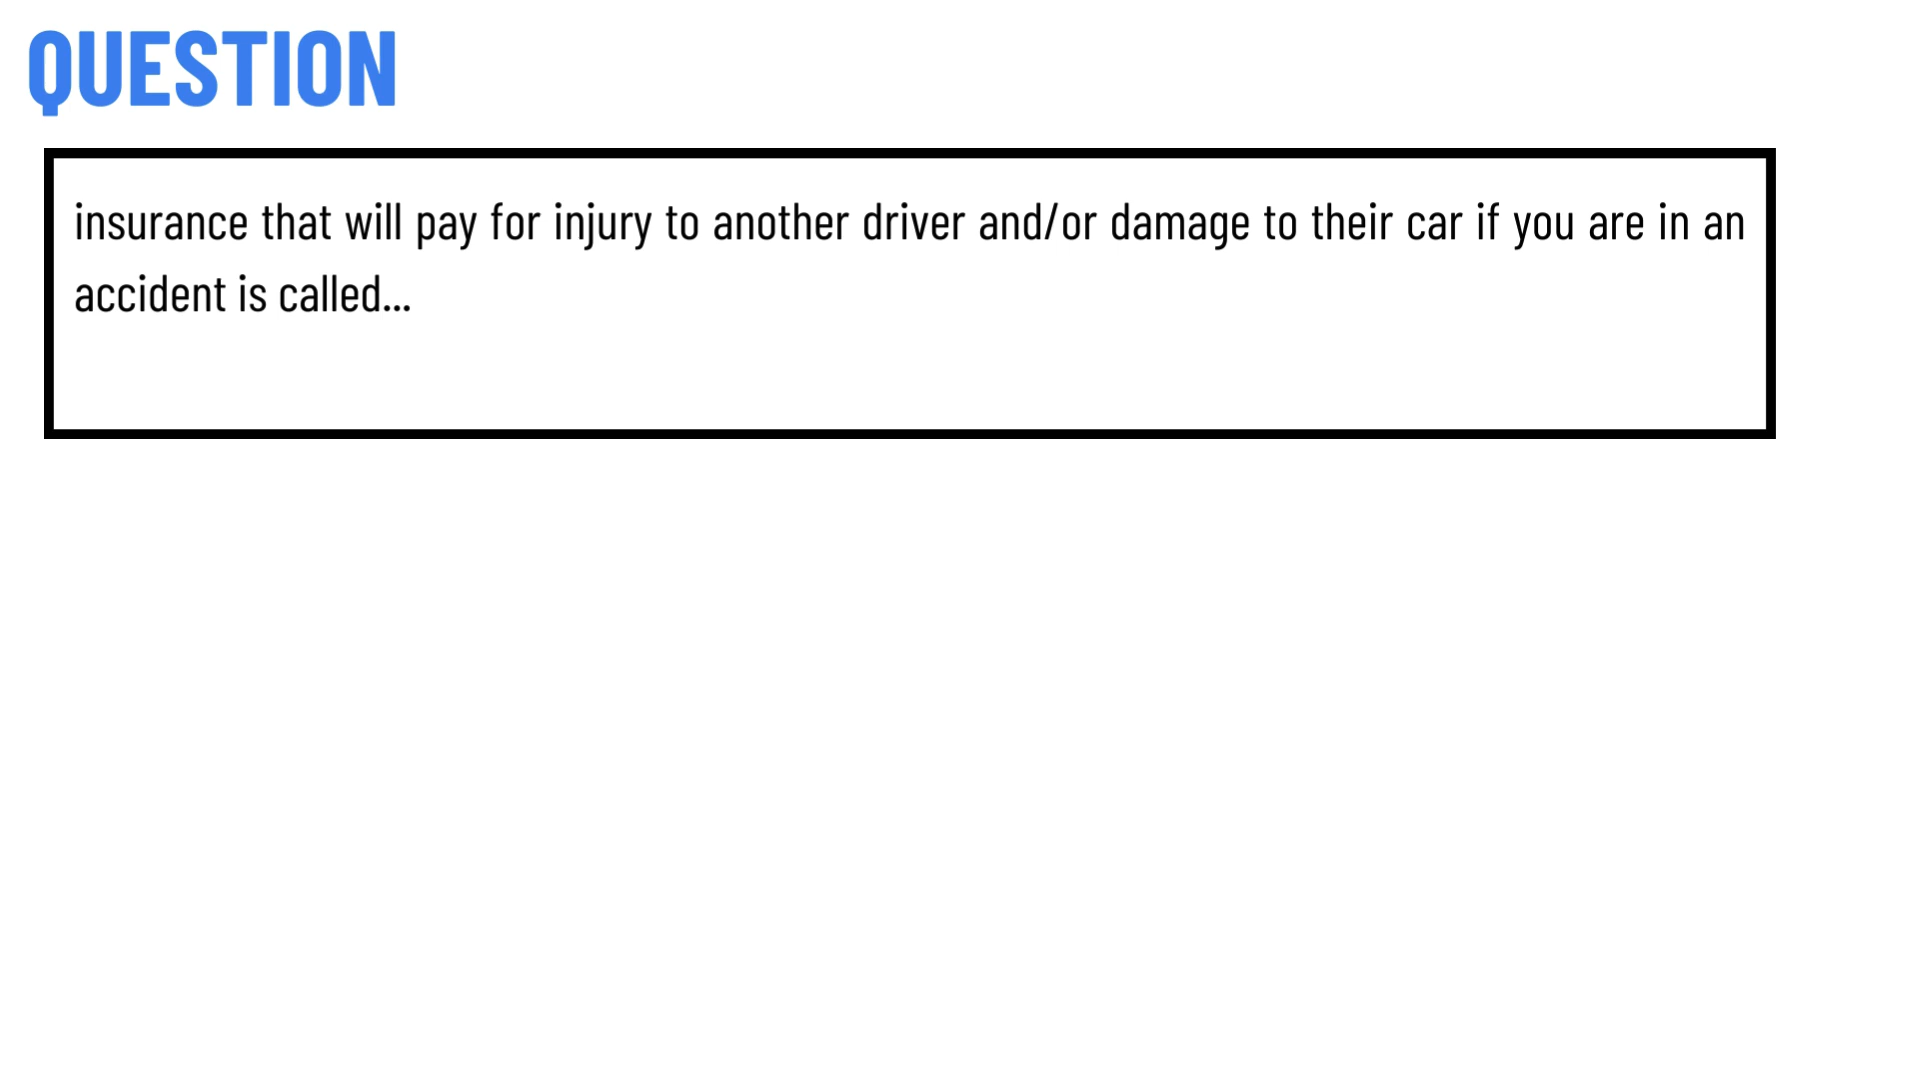 QUESTION
insurance that will pay for injury to another driver and/or damage to their car if you are in an
accident is called...